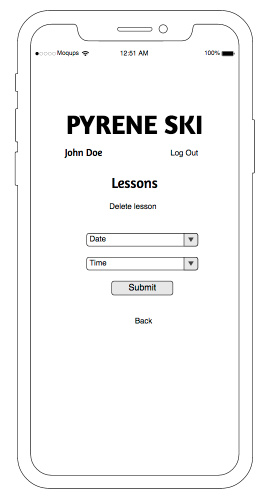 Moqups 12:51 AM 100%
PYRENE SKI
John Doe Log Out
Lessons
Delete lesson
Date
Time
Submit
Back